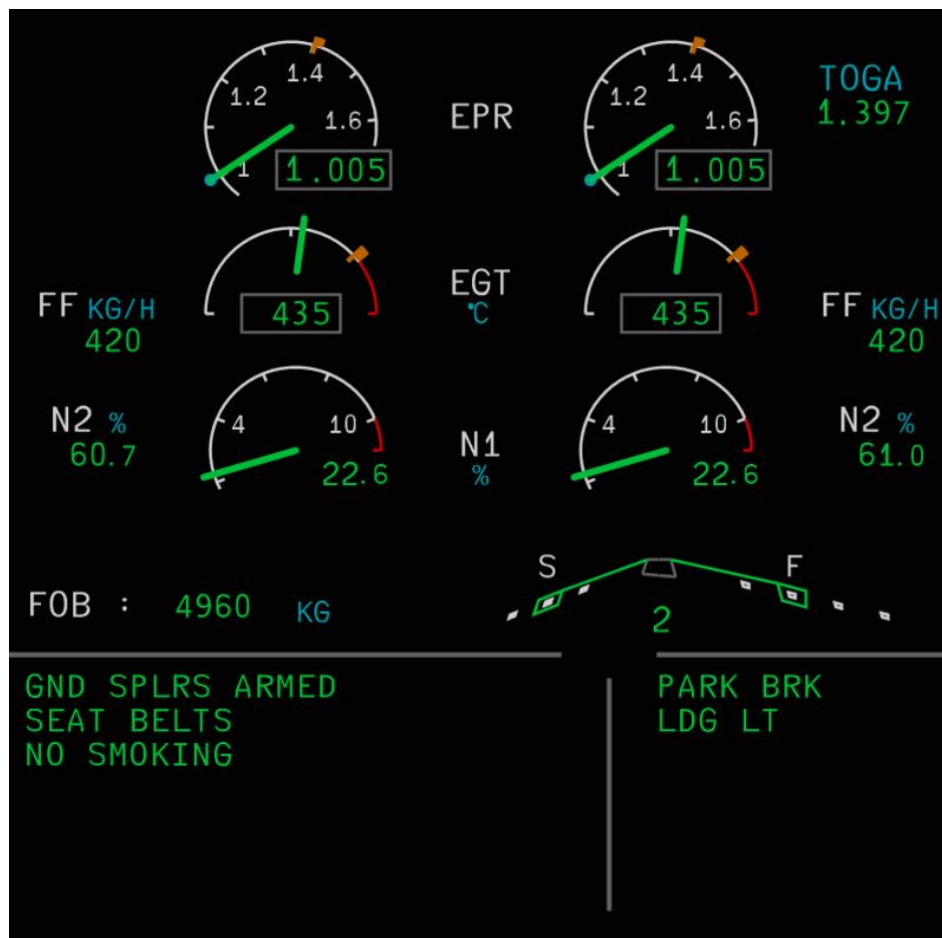 1.4 1.4 TOGA
1.2 1.2
1.6 EPR 1.6 1.397
1 1.005 1 1.005
EGT
FF KG/H 435 °C 435 FF KG/H
420 420
N2 % 4 10 4 10 N2 %
60.7 N1 61.0
22.6 % 22.6
S F
FOB : 4960 KG 2
GND SPLRS ARMED PARK BRK
SEAT BELTS LDG LT
NO SMOKING